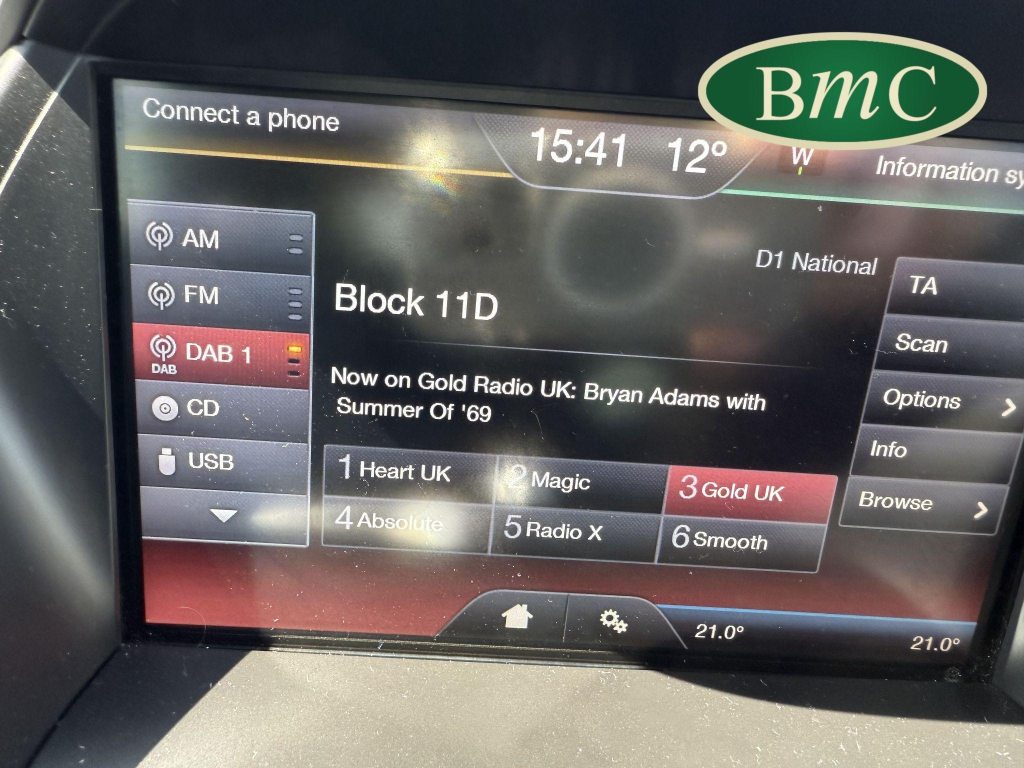 BmC
Connect a phone
15:41
12°
W
Information sy
AM
FM
DAB 1
DAB
CD
USB
D1 National
Block 11D
Now on Gold Radio UK: Bryan Adams with
Summer Of '69
1 Heart UK
2 Magic
3 Gold UK
4 Absolute
5 Radio X
6 Smooth
TA
Scan
Options
Info
Browse
21.0°
21.0°